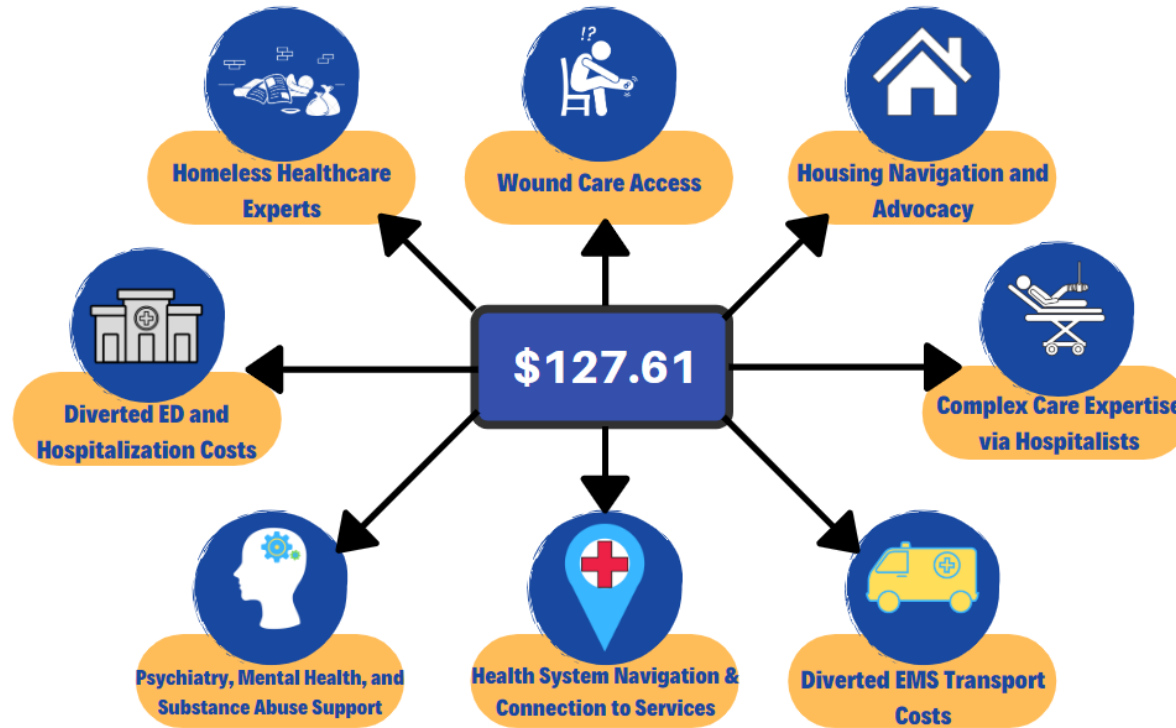 !?
Homeless Healthcare
Experts
Wound Care Access
Housing Navigation and
Advocacy
$127.61
Diverted ED and
Hospitalization Costs
Complex Care Expertise
via Hospitalists
Psychiatry, Mental Health, and
Substance Abuse Support
Health System Navigation &
Connection to Services
Diverted EMS Transport
Costs